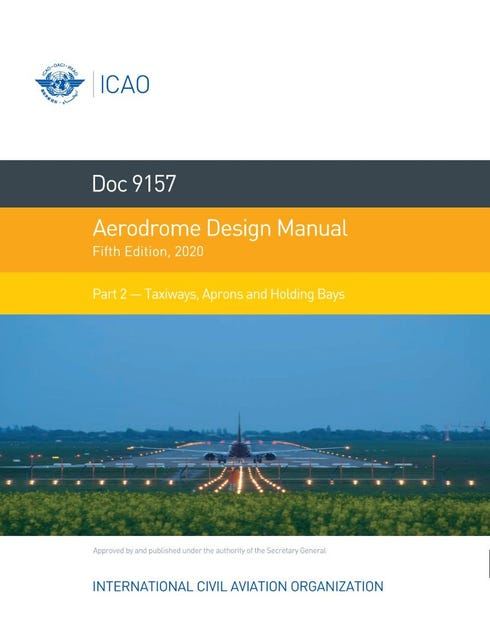 ICAO
Doc 9157
Aerodrome Design Manual
Fifth Edition, 2020
Part 2 — Taxiways, Aprons and Holding Bays
Approved by and published under the authority of the Secretary General
INTERNATIONAL CIVIL AVIATION ORGANIZATION